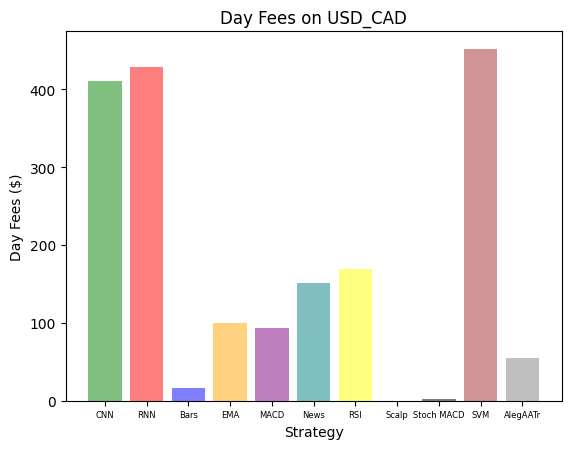 Day Fees on USD_CAD
Day Fees ($)
400
300
200
100
0
CNN RNN Bars EMA MACD News RSI Scalp Stoch MACD SVM AlegAATr
Strategy